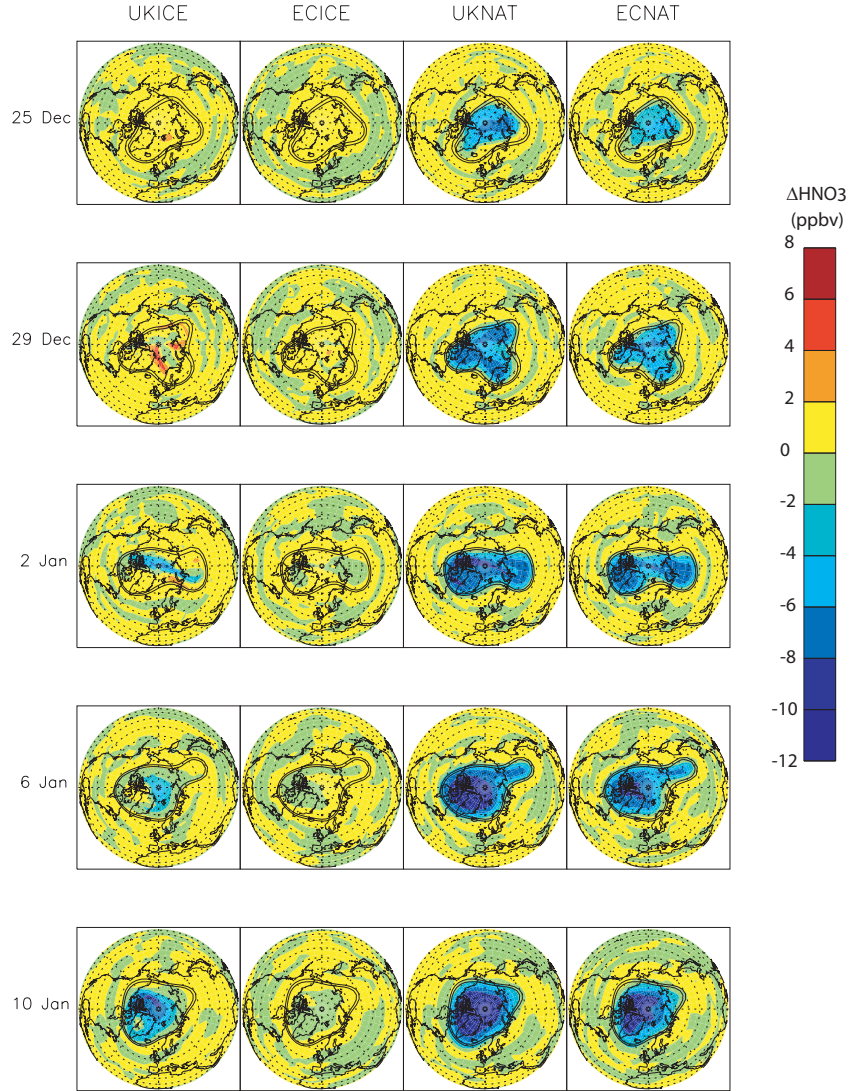 UKICE ECICE UKNAT ECNAT
25 Dec
29 Dec
2 Jan
6 Jan
10 Jan
ΔHNO3
(ppbv)
8
6
4
2
0
-2
-4
-6
-8
-10
-12